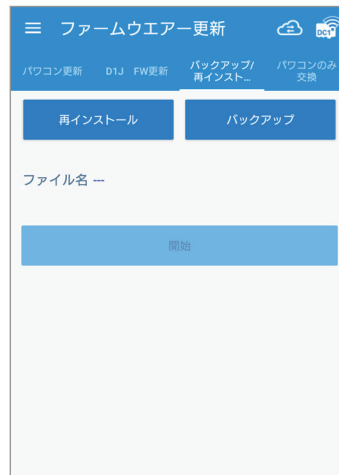 ファームウエアー更新
DC1
パワコン更新
D1J FW更新
バックアップ/
再インスト...
パワコンのみ
交換
再インストール
バックアップ
ファイル名 ---
開始